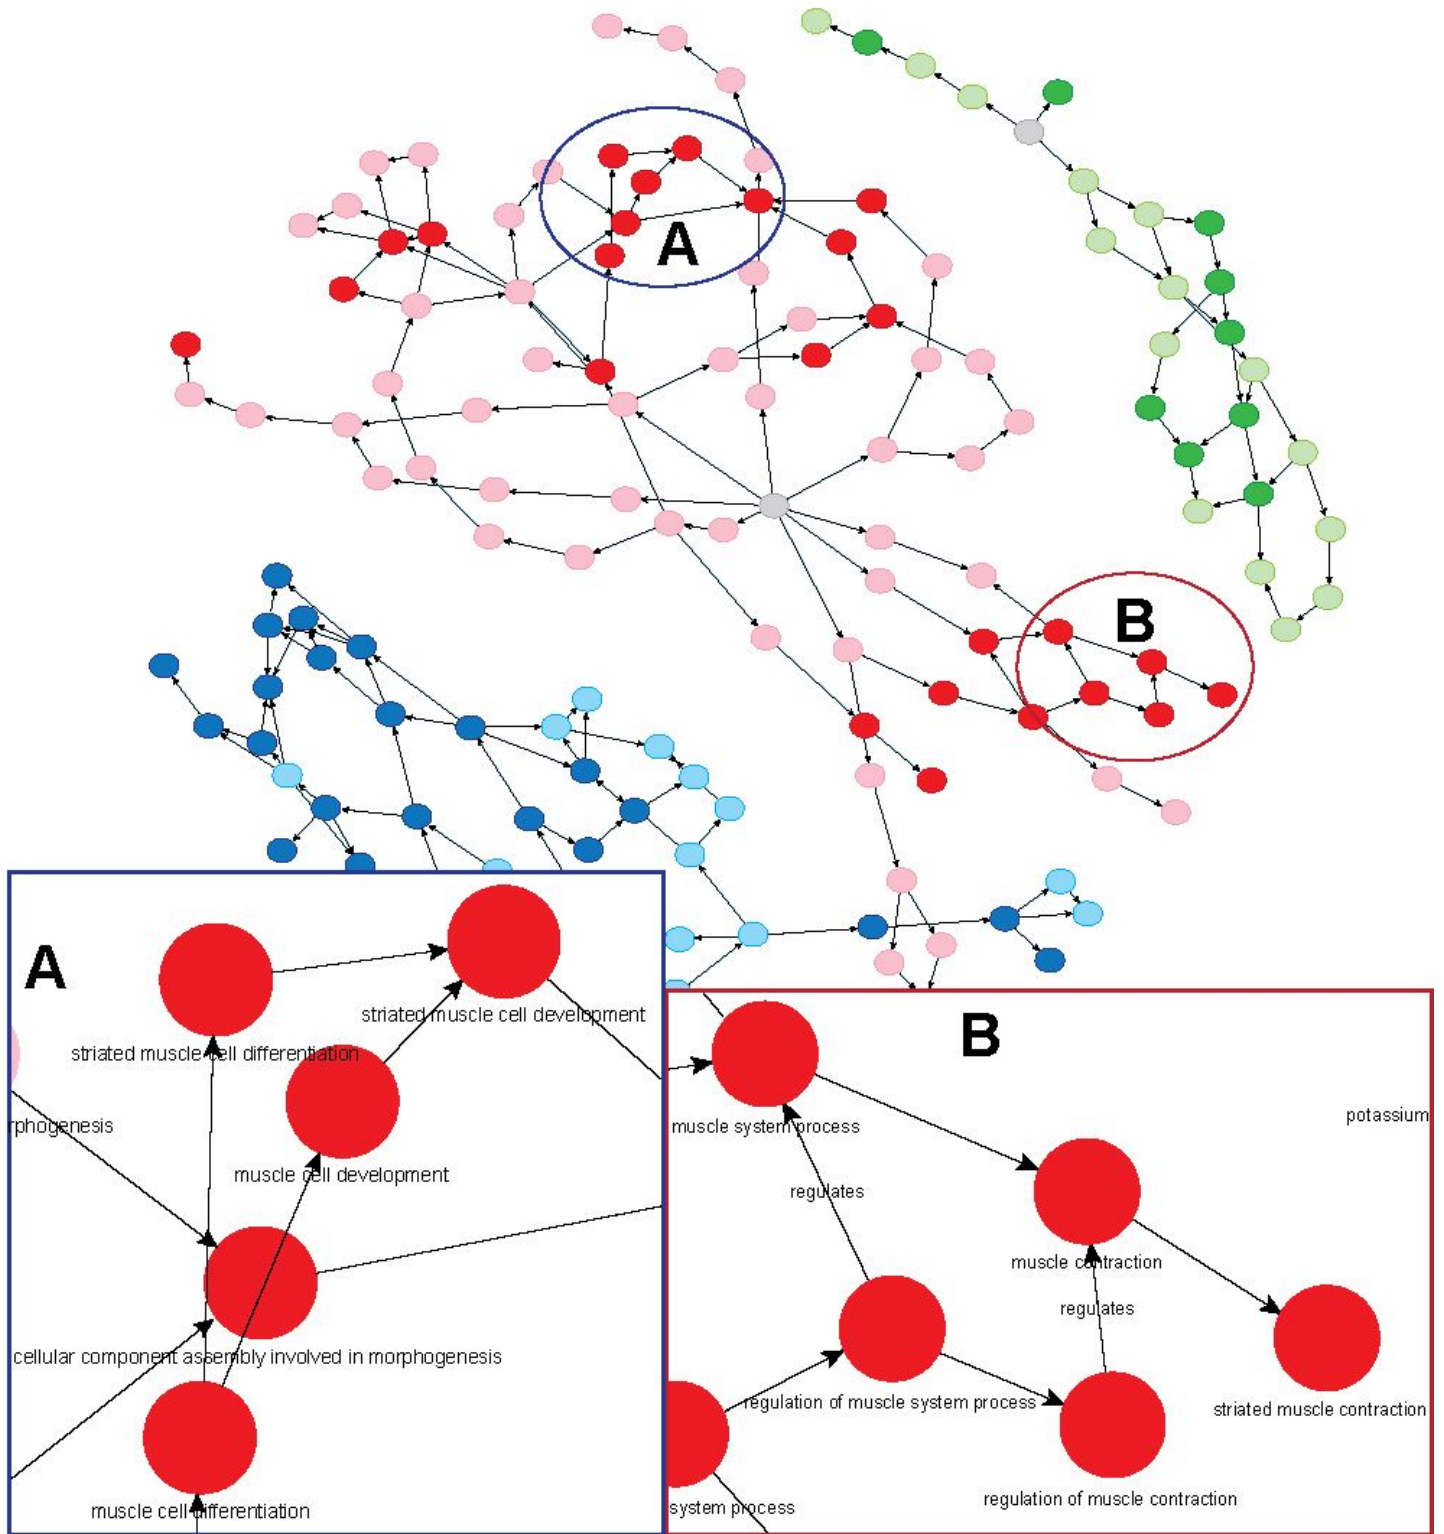 A
B
A
striated muscle cell development
striated muscle cell differentiation
rphogenesis
muscle cell development
cellular component assembly involved in morphogenesis
muscle cell differentiation
B
potassium
muscle system process
regulates
muscle contraction
regulates
regulation of muscle system process
striated muscle contraction
regulation of muscle contraction
system process